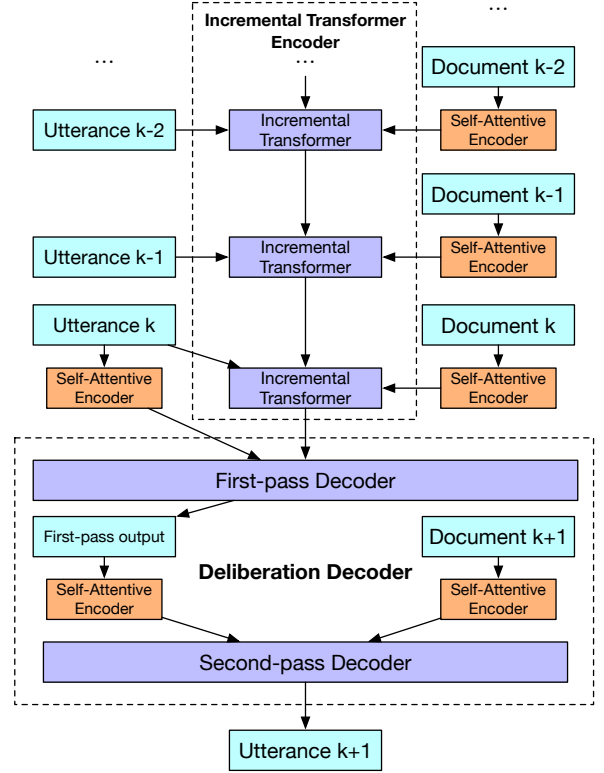 ...
Incremental Transformer
Encoder
...
...
Document k-2
Utterance k-2
Incremental
Transformer
Self-Attentive
Encoder
Document k-1
Utterance k-1
Incremental
Transformer
Self-Attentive
Encoder
Utterance k
Document k
Self-Attentive
Encoder
Incremental
Transformer
Self-Attentive
Encoder
First-pass Decoder
First-pass output
Document k+1
Deliberation Decoder
Self-Attentive
Encoder
Self-Attentive
Encoder
Second-pass Decoder
Utterance k+1